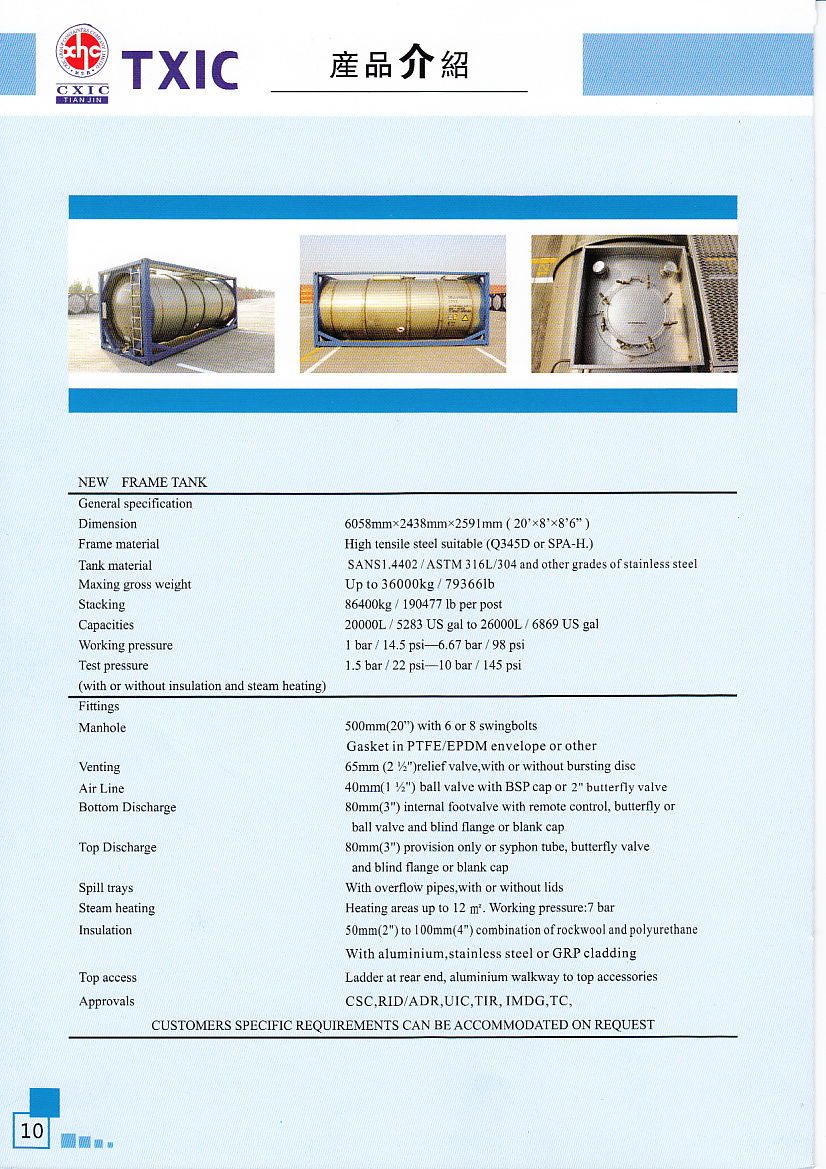 xhc
CXIC
TIANJIN
TXIC
産品介紹
NEW FRAME TANK
General specification
Dimension 6058mm×2438mm×2591mm ( 20’×8’×8’6” )
Frame material High tensile steel suitable (Q345D or SPA-H.)
Tank material SANS1.4402 / ASTM 316L/304 and other grades of stainless steel
Maxing gross weight Up to 36000kg / 79366lb
Stacking 86400kg / 190477 lb per post
Capacities 20000L / 5283 US gal to 26000L / 6869 US gal
Working pressure 1 bar / 14.5 psi—6.67 bar / 98 psi
Test pressure 1.5 bar / 22 psi—10 bar / 145 psi
(with or without insulation and steam heating)
Fittings
Manhole 500mm(20”) with 6 or 8 swingbolts
Gasket in PTFE/EPDM envelope or other
Venting 65mm (2 ½")relief valve,with or without bursting disc
Air Line 40mm(1 ½") ball valve with BSP cap or 2" butterfly valve
Bottom Discharge 80mm(3") internal footvalve with remote control, butterfly or
ball valve and blind flange or blank cap
Top Discharge 80mm(3") provision only or syphon tube, butterfly valve
and blind flange or blank cap
Spill trays With overflow pipes,with or without lids
Steam heating Heating areas up to 12 ㎡. Working pressure:7 bar
Insulation 50mm(2") to 100mm(4") combination of rockwool and polyurethane
With aluminium,stainless steel or GRP cladding
Top access Ladder at rear end, aluminium walkway to top accessories
Approvals CSC,RID/ADR,UIC,TIR, IMDG,TC,
CUSTOMERS SPECIFIC REQUIREMENTS CAN BE ACCOMMODATED ON REQUEST
10